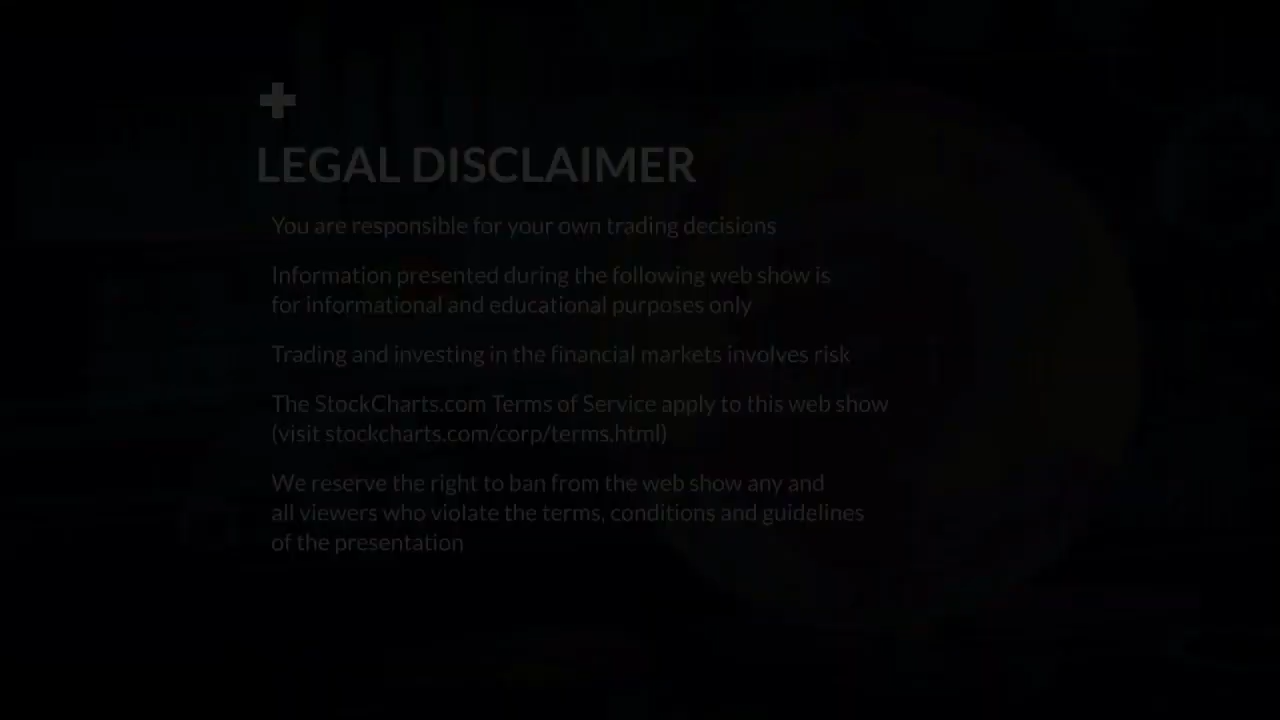 LEGAL DISCLAIMER
You are responsible for your own trading decisions
Information presented during the following web show is
for informational and educational purposes only
Trading and investing in the financial markets involves risk
The StockCharts.com Terms of Service apply to this web show
(visit stockcharts.com/corp/terms.html)
We reserve the right to ban from the web show any and
all viewers who violate the terms, conditions and guidelines
of the presentation